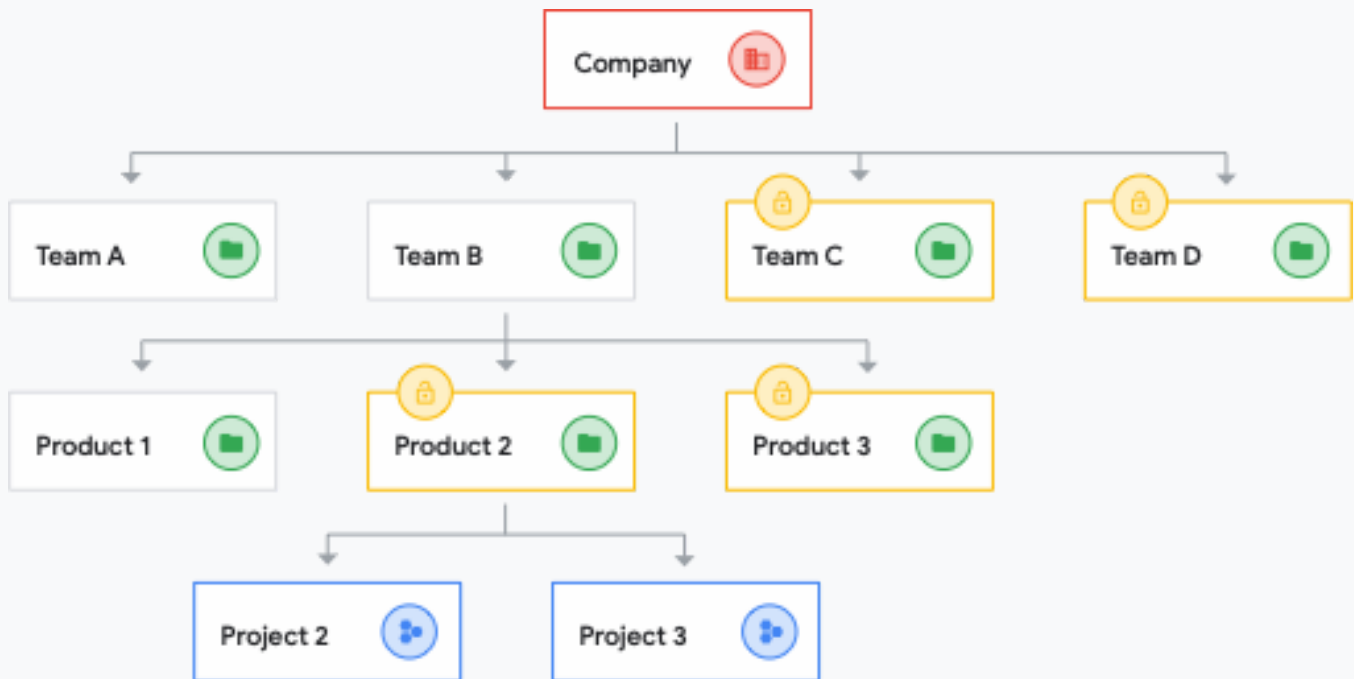 Company
Team A
Team B
Team C
Team D
Product 1
Product 2
Product 3
Project 2
Project 3